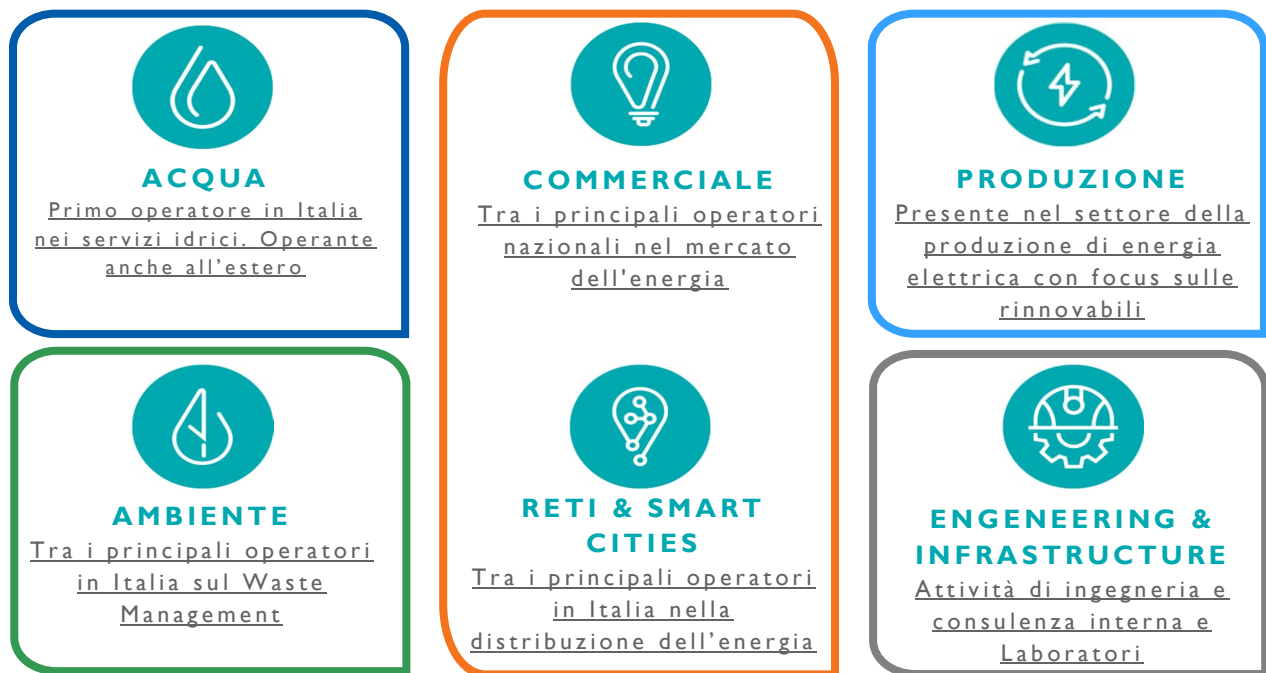 ACQUA
Primo operatore in Italia
nei servizi idrici. Operante
anche all’estero
COMMERCIALE
Tra i principali operatori
nazionali nel mercato
dell'energia
PRODUZIONE
Presente nel settore della
produzione di energia
elettrica con focus sulle
rinnovabili
AMBIENTE
Tra i principali operatori
in Italia sul Waste
Management
RETI & SMART
CITIES
Tra i principali operatori
in Italia nella
distribuzione dell’energia
ENGENEERING &
INFRASTRUCTURE
Attività di ingegneria e
consulenza interna e
Laboratori